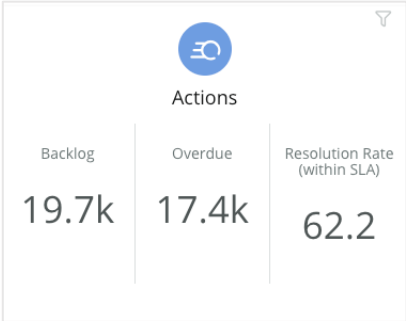 Actions
Backlog
Overdue
Resolution Rate
(within SLA)
19.7k
17.4k
62.2